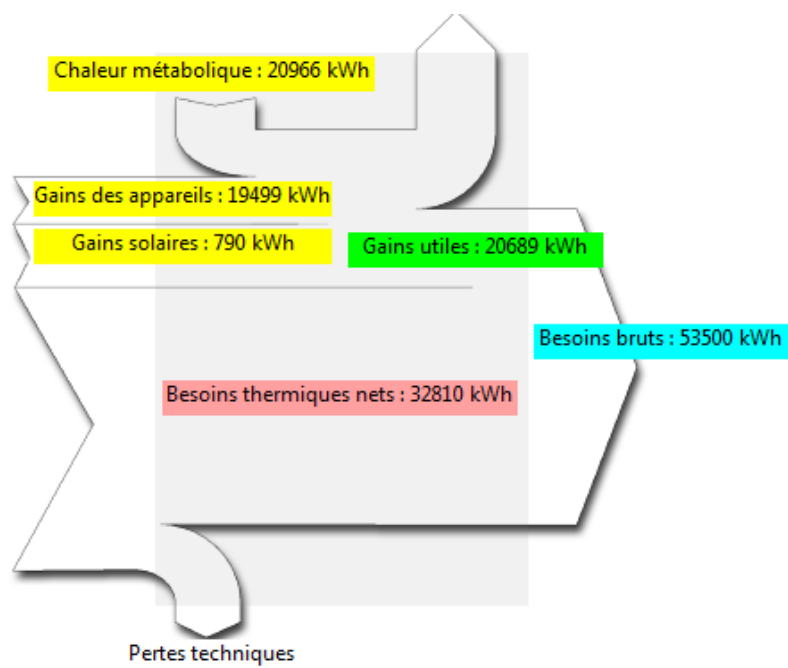 Chaleur métabolique : 20966 kWh
Gains des appareils : 19499 kWh
Gains solaires : 790 kWh
Gains utiles : 20689 kWh
Besoins bruts : 53500 kWh
Besoins thermiques nets : 32810 kWh
Pertes techniques